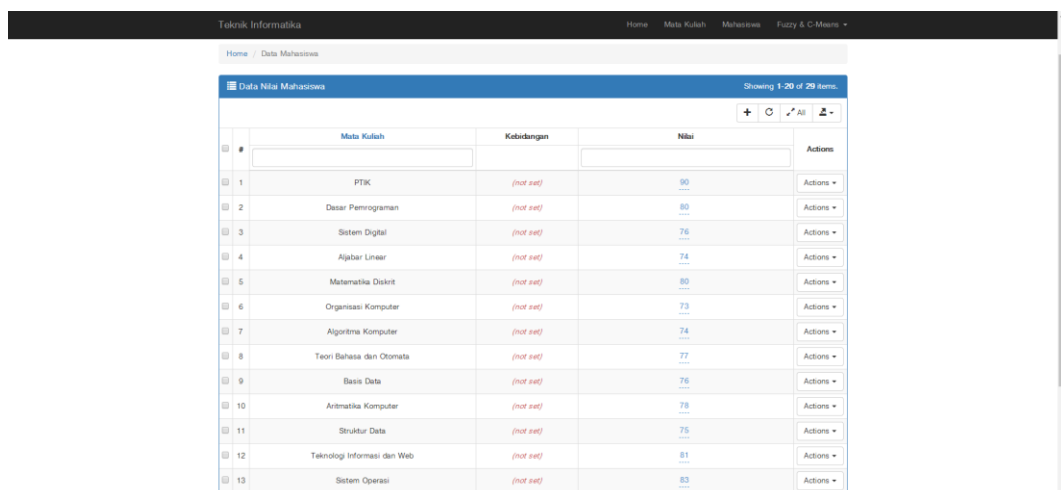 Teknik Informatika Home Mata Kuliah Mahasiswa Fuzzy & C-Means
Home / Data Mahasiswa
Data Nilai Mahasiswa Showing 1-20 of 29 items.
All
Mata Kuliah Kebidangan Nilai
# Actions
1 PTIK (not set) 90 Actions
2 Dasar Pemrograman (not set) 80 Actions
3 Sistem Digital (not set) 76 Actions
4 Aljabar Linear (not set) 74 Actions
5 Matematika Diskrit (not set) 80 Actions
6 Organisasi Komputer (not set) 73 Actions
7 Algoritma Komputer (not set) 74 Actions
8 Teori Bahasa dan Otomata (not set) 77 Actions
9 Basis Data (not set) 76 Actions
10 Aritmatika Komputer (not set) 78 Actions
11 Struktur Data (not set) 75 Actions
12 Teknologi Informasi dan Web (not set) 81 Actions
13 Sistem Operasi (not set) 83 Actions